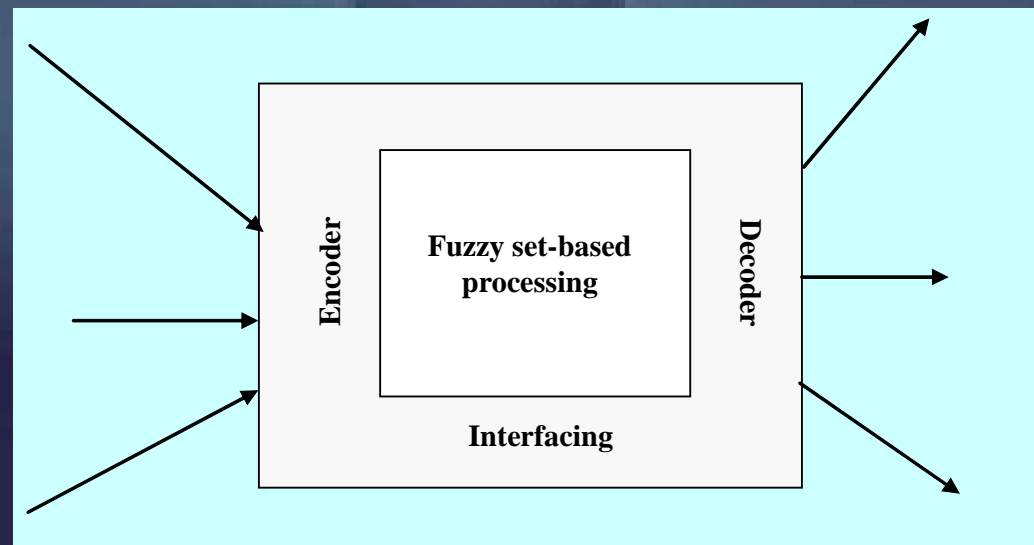 Encoder
Fuzzy set-based
processing
Decoder
Interfacing